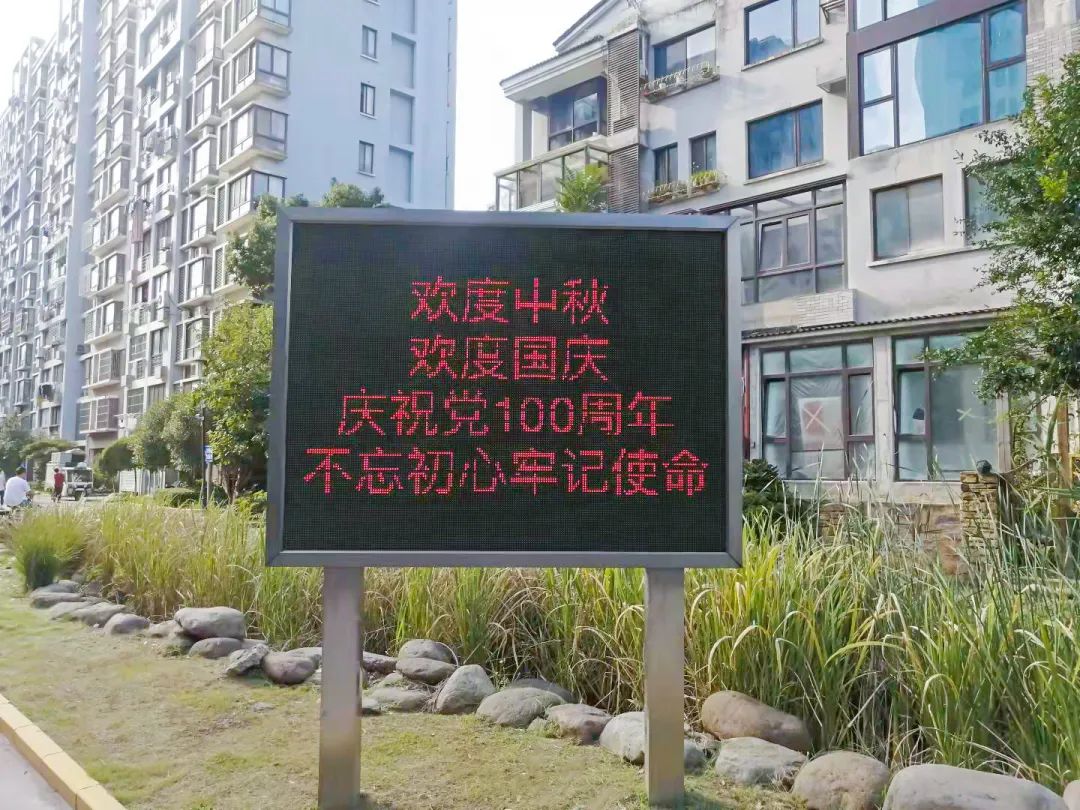 欢度中秋
欢度国庆
庆祝党100周年
不忘初心牢记使命